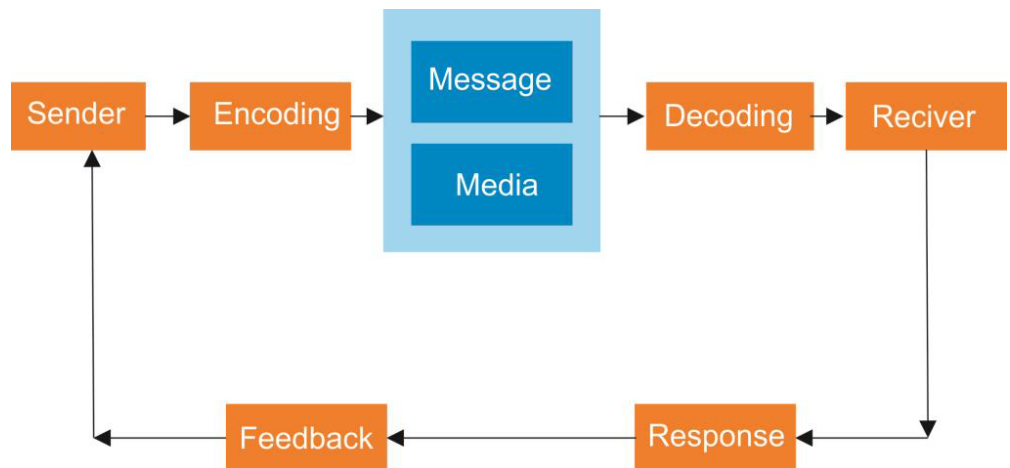 Sender
Encoding
Message
Media
Decoding
Reciver
Feedback
Response